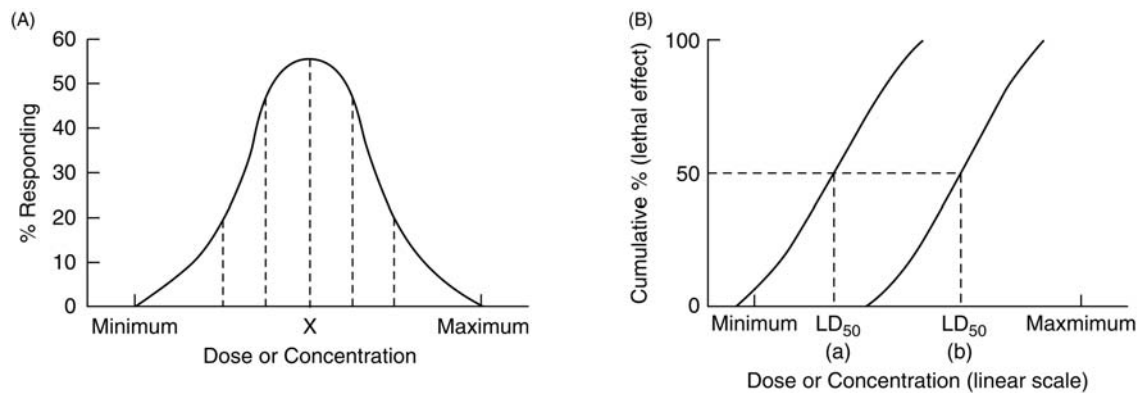 (A)
60
50
40
30
20
10
0
% Responding
Minimum X Maximum
Dose or Concentration
(B)
100
50
0
Cumulative % (lethal effect)
Minimum LD50 LD50 Maxmimum
(a) (b)
Dose or Concentration (linear scale)